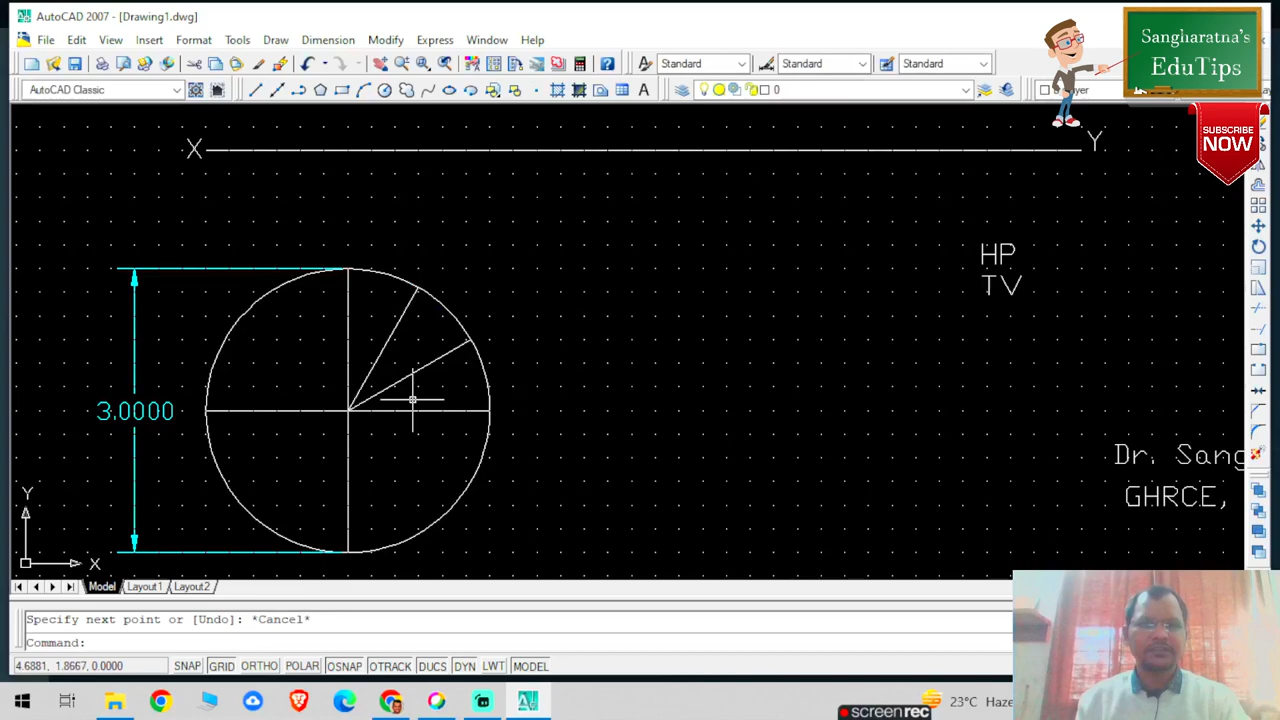 AutoCAD 2007 - [Drawing1.dwg]
Sangharatna's
EduTips
File Edit View Insert Format Tools Draw Dimension Modify Express Window Help
Standard Standard Standard
AutoCAD Classic 0
SUBSCRIBE
NOW
X Y
HP
TV
3.0000
Dr. Sang
GHRCE,
Y
X
Model Layout1 Layout2
Specify next point or [Undo]: *Cancel*
Command:
4.6881, 1.8667, 0.0000 SNAP GRID ORTHO POLAR OSNAP OTRACK DUCS DYN LWT MODEL
screenrec 23°C Haze